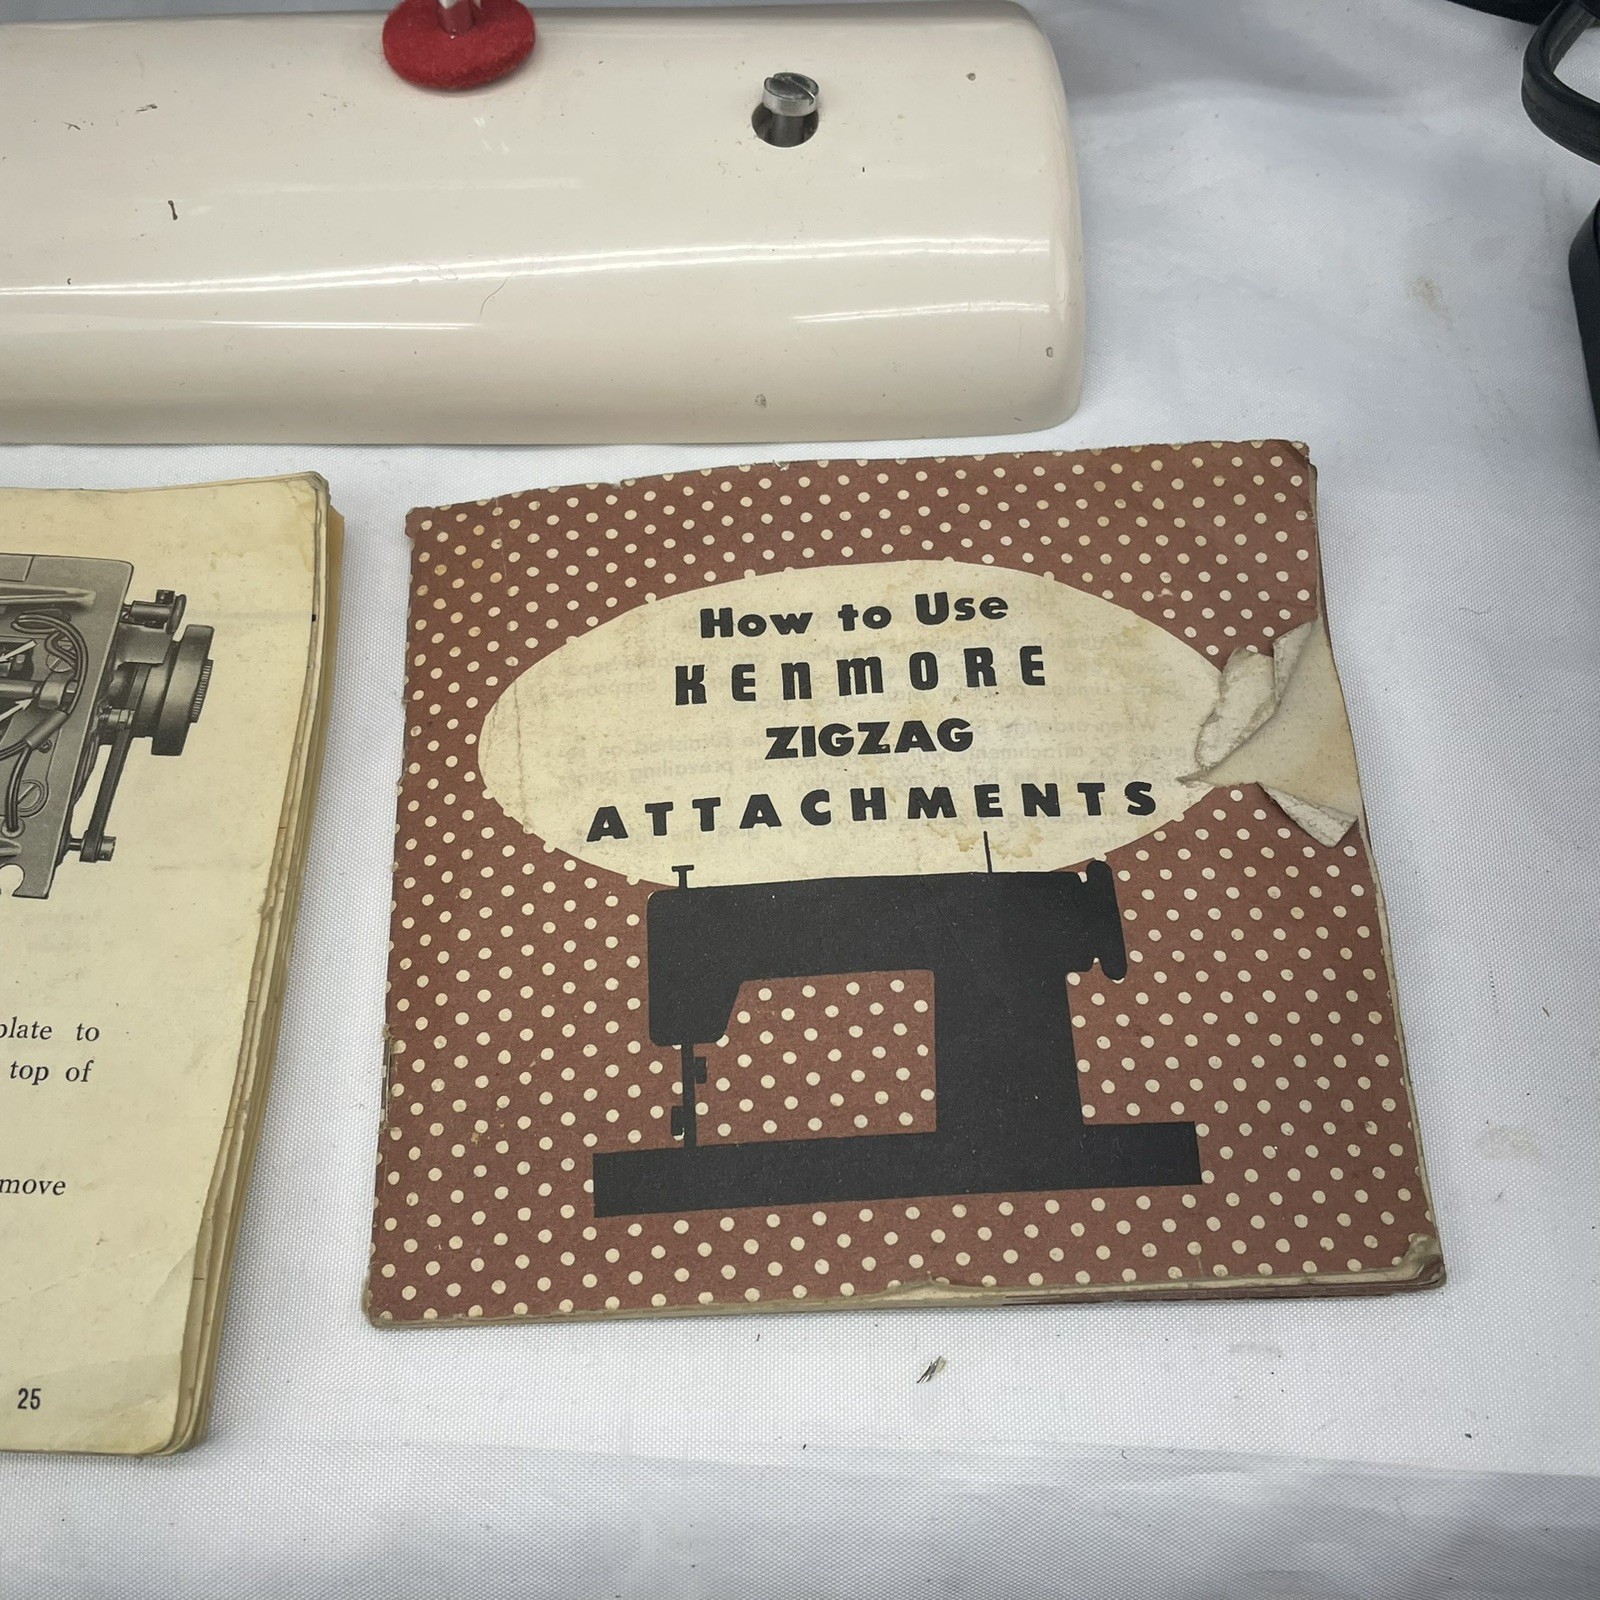 plate to
top of
move
25
How to Use
KENMORE
ZIGZAG
ATTACHMENTS